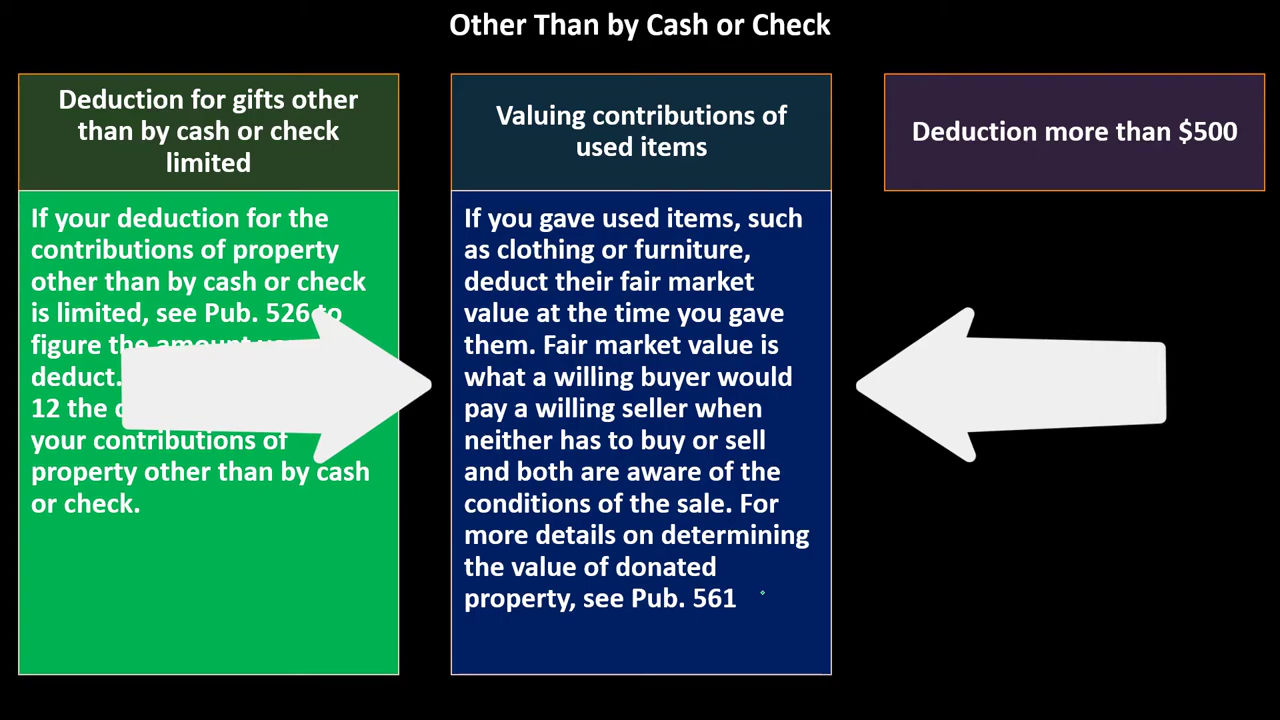 Other Than by Cash or Check
Deduction for gifts other
than by cash or check
limited
If your deduction for the
contributions of property
other than by cash or check
is limited, see Pub. 526 to
figure the amount
deduct.
12 the
your contributions of
property other than by cash
or check.
Valuing contributions of
used items
If you gave used items, such
as clothing or furniture,
deduct their fair market
value at the time you gave
them. Fair market value is
what a willing buyer would
pay a willing seller when
neither has to buy or sell
and both are aware of the
conditions of the sale. For
more details on determining
the value of donated
property, see Pub. 561
Deduction more than $500